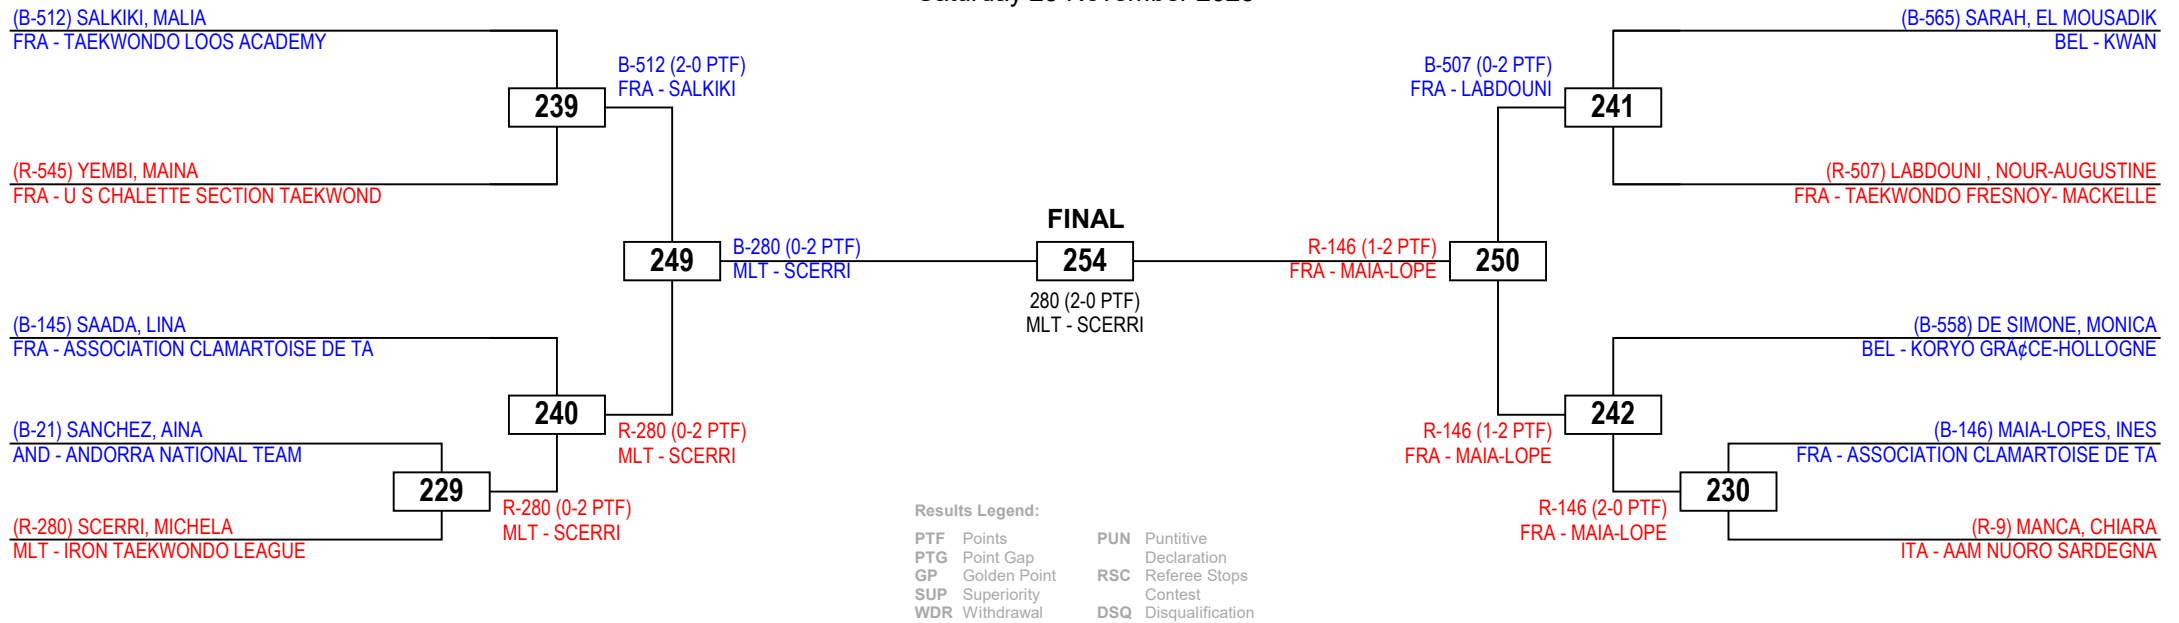 (B-512) SALKIKI, MALIA
FRA - TAEKWONDO LOOS ACADEMY
B-512 (2-0 PTF)
FRA - SALKIKI
239
(R-545) YEMBI, MAINA
FRA - U S CHALETTE SECTION TAEKWOND
249
B-280 (0-2 PTF)
MLT - SCERRI
(B-145) SAADA, LINA
FRA - ASSOCIATION CLAMARTOISE DE TA
240
R-280 (0-2 PTF)
MLT - SCERRI
(B-21) SANCHEZ, AINA
AND - ANDORRA NATIONAL TEAM
229
R-280 (0-2 PTF)
MLT - SCERRI
(R-280) SCERRI, MICHELA
MLT - IRON TAEKWONDO LEAGUE
FINAL
254
280 (2-0 PTF)
MLT - SCERRI
(B-565) SARAH, EL MOUSADIK
BEL - KWAN
B-507 (0-2 PTF)
FRA - LABDOUNI
241
(R-507) LABDOUNI , NOUR-AUGUSTINE
FRA - TAEKWONDO FRESNOY- MACKELLE
R-146 (1-2 PTF)
FRA - MAIA-LOPE
250
(B-558) DE SIMONE, MONICA
BEL - KORYO GRÃ¢CE-HOLLOGNE
242
R-146 (1-2 PTF)
FRA - MAIA-LOPE
(B-146) MAIA-LOPES, INES
FRA - ASSOCIATION CLAMARTOISE DE TA
230
R-146 (2-0 PTF)
FRA - MAIA-LOPE
(R-9) MANCA, CHIARA
ITA - AAM NUORO SARDEGNA
Results Legend:
PTF Points
PTG Point Gap
GP Golden Point
SUP Superiority
WDR Withdrawal
PUN Puntitive
Declaration
RSC Referee Stops
Contest
DSQ Disqualification